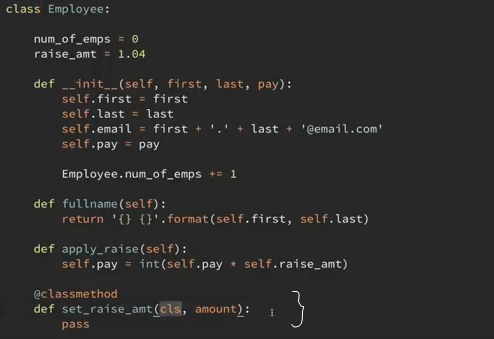 class Employee:
num_of_emps = 0
raise_amt = 1.04
def __init__(self, first, last, pay):
self.first = first
self.last = last
self.email = first + '.' + last + '@email.com'
self.pay = pay
Employee.num_of_emps += 1
def fullname(self):
return '{} {}'.format(self.first, self.last)
def apply_raise(self):
self.pay = int(self.pay * self.raise_amt)
@classmethod
def set_raise_amt(cls, amount):
pass